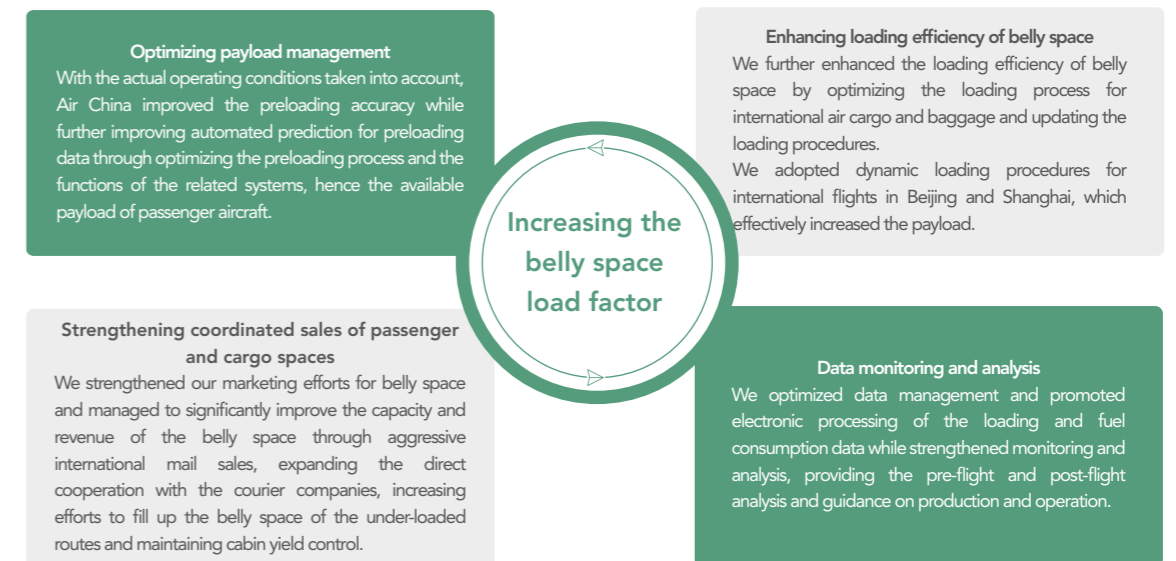 Optimizing payload management
With the actual operating conditions taken into account,
Air China improved the preloading accuracy while
further improving automated prediction for preloading
data through optimizing the preloading process and the
functions of the related systems, hence the available
payload of passenger aircraft.
Enhancing loading efficiency of belly space
We further enhanced the loading efficiency of belly
space by optimizing the loading process for
international air cargo and baggage and updating the
loading procedures.
We adopted dynamic loading procedures for
international flights in Beijing and Shanghai, which
effectively increased the payload.
Increasing the
belly space
load factor
Strengthening coordinated sales of passenger
and cargo spaces
We strengthened our marketing efforts for belly space
and managed to significantly improve the capacity and
revenue of the belly space through aggressive
international mail sales, expanding the direct
cooperation with the courier companies, increasing
efforts to fill up the belly space of the under-loaded
routes and maintaining cabin yield control.
Data monitoring and analysis
We optimized data management and promoted
electronic processing of the loading and fuel
consumption data while strengthened monitoring and
analysis, providing the pre-flight and post-flight
analysis and guidance on production and operation.